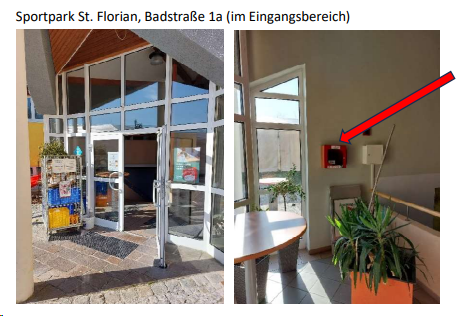 Sportpark St. Florian, Badstraße 1a (im Eingangsbereich)